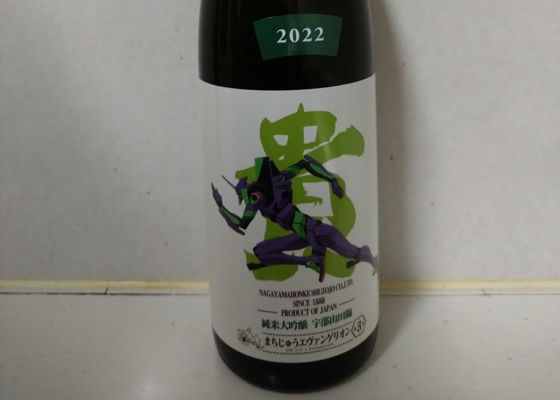 2022
貴
NAGAYAMAHONKE SHUZOJO CO.,LTD.
SINCE 1888
PRODUCT OF JAPAN
純米大吟醸 宇部山田錦
まちじゅうエヴァンゲリオン 3